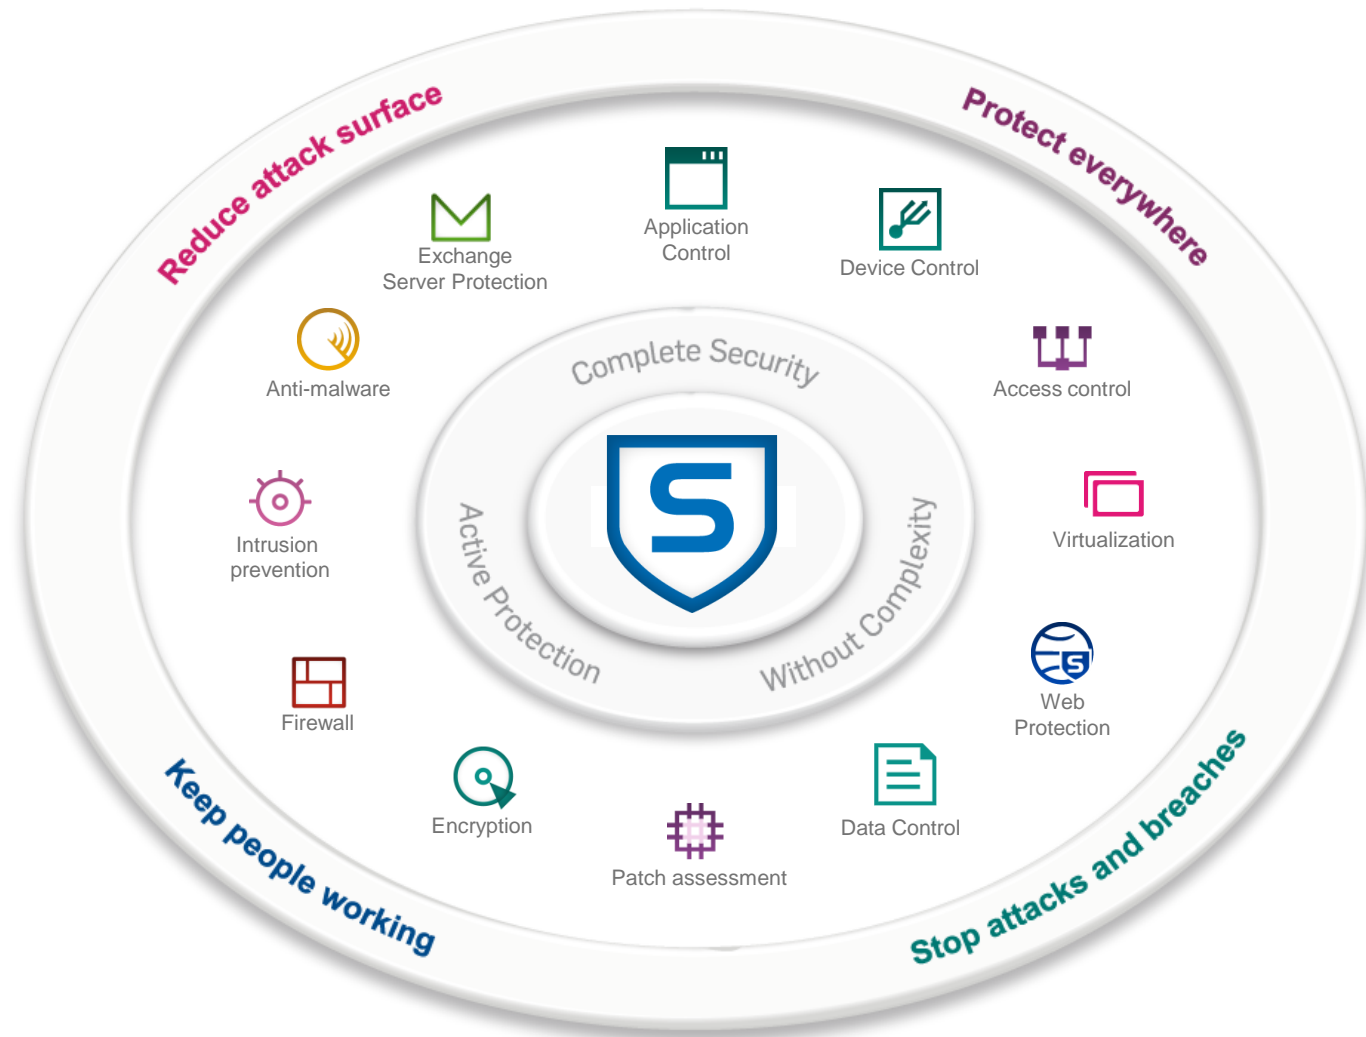 Reduce attack surface
Protect everywhere
Application
Control
Exchange
Server Protection
Device Control
Anti-malware
Access control
Complete Security
Intrusion
prevention
Active Protection
S
Without Complexity
Virtualization
Firewall
S
Web
Protection
Encryption
Data Control
Patch assessment
Keep people working
Stop attacks and breaches